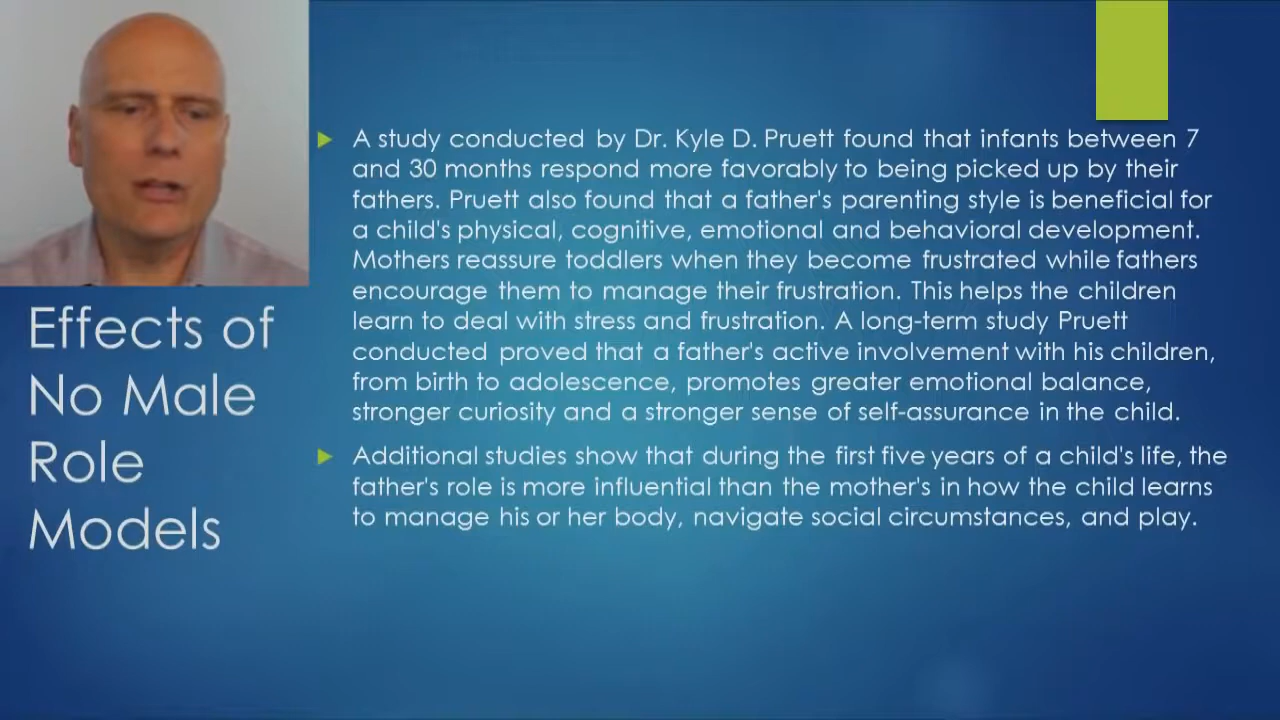 Effects of
No Male
Role
Models
A study conducted by Dr. Kyle D. Pruett found that infants between 7
and 30 months respond more favorably to being picked up by their
fathers. Pruett also found that a father's parenting style is beneficial for
a child's physical, cognitive, emotional and behavioral development.
Mothers reassure toddlers when they become frustrated while fathers
encourage them to manage their frustration. This helps the children
learn to deal with stress and frustration. A long-term study Pruett
conducted proved that a father's active involvement with his children,
from birth to adolescence, promotes greater emotional balance,
stronger curiosity and a stronger sense of self-assurance in the child.
Additional studies show that during the first five years of a child's life, the
father's role is more influential than the mother's in how the child learns
to manage his or her body, navigate social circumstances, and play.